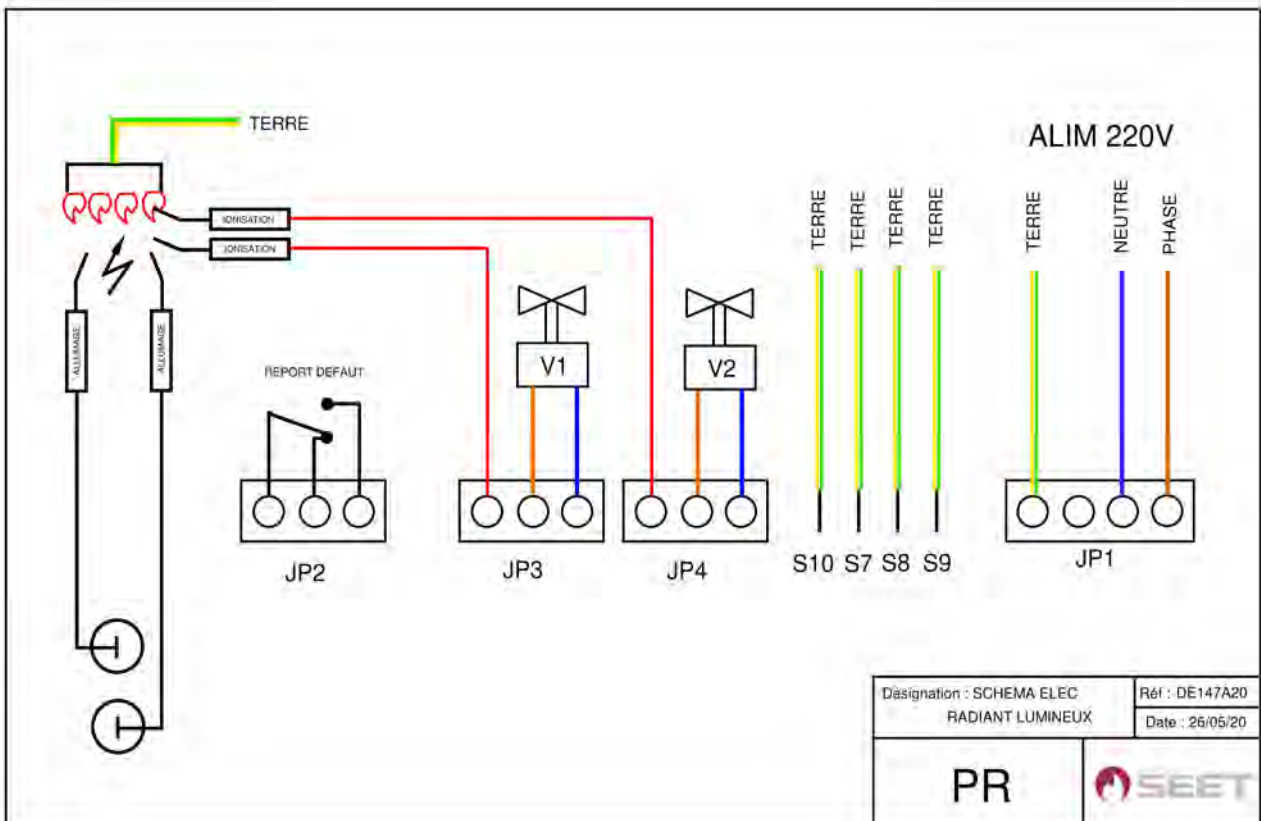 TERRE
ALIM 220V
IONISATION
IONISATION
TERRE
TERRE
TERRE
TERRE
TERRE
NEUTRE
PHASE
ALLUMAGE
ALLUMAGE
REPORT DEFAUT
V1
V2
JP2
JP3
JP4
S10
S7
S8
S9
JP1
Désignation : SCHEMA ELEC
RADIANT LUMINEUX
Réf : DE147A20
Date : 26/05/20
PR
SEET